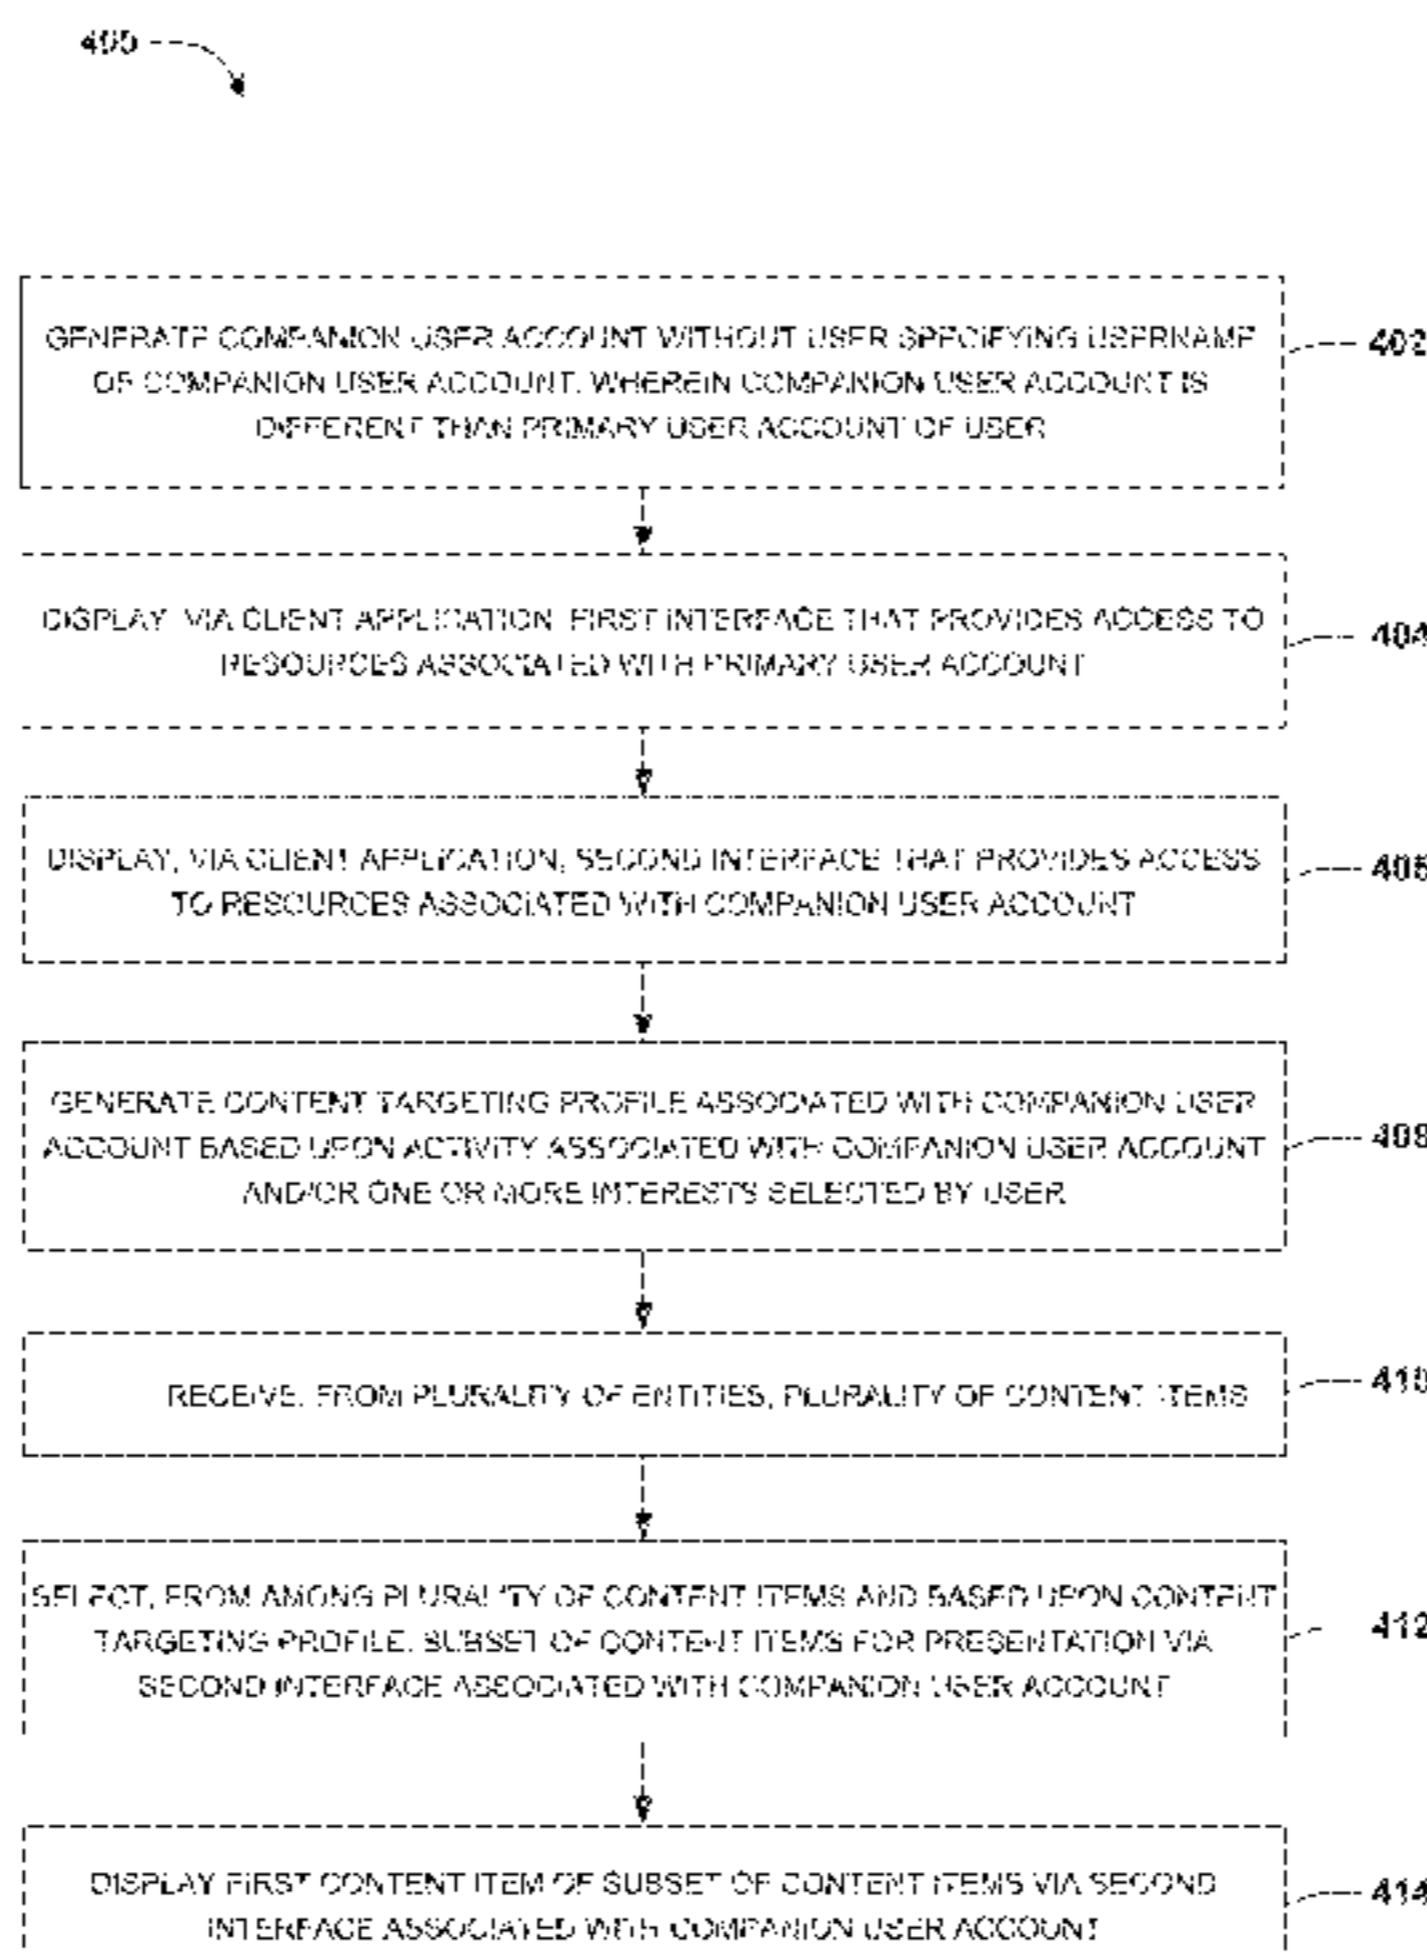 400
GENERATE COMPANION USER ACCOUNT WITHOUT USER SPECIFYING USERNAME
OF COMPANION USER ACCOUNT, WHEREIN COMPANION USER ACCOUNT IS
DIFFERENT THAN PRIMARY USER ACCOUNT OF USER
402
DISPLAY, VIA CLIENT APPLICATION, FIRST INTERFACE THAT PROVIDES ACCESS TO
RESOURCES ASSOCIATED WITH PRIMARY USER ACCOUNT
404
DISPLAY, VIA CLIENT APPLICATION, SECOND INTERFACE THAT PROVIDES ACCESS
TO RESOURCES ASSOCIATED WITH COMPANION USER ACCOUNT
406
GENERATE CONTENT TARGETING PROFILE ASSOCIATED WITH COMPANION USER
ACCOUNT BASED UPON ACTIVITY ASSOCIATED WITH COMPANION USER ACCOUNT
AND/OR ONE OR MORE INTERESTS SELECTED BY USER
408
RECEIVE, FROM PLURALITY OF ENTITIES, PLURALITY OF CONTENT ITEMS
410
SELECT, FROM AMONG PLURALITY OF CONTENT ITEMS AND BASED UPON CONTENT
TARGETING PROFILE, SUBSET OF CONTENT ITEMS FOR PRESENTATION VIA
SECOND INTERFACE ASSOCIATED WITH COMPANION USER ACCOUNT
412
DISPLAY FIRST CONTENT ITEM OF SUBSET OF CONTENT ITEMS VIA SECOND
INTERFACE ASSOCIATED WITH COMPANION USER ACCOUNT
414